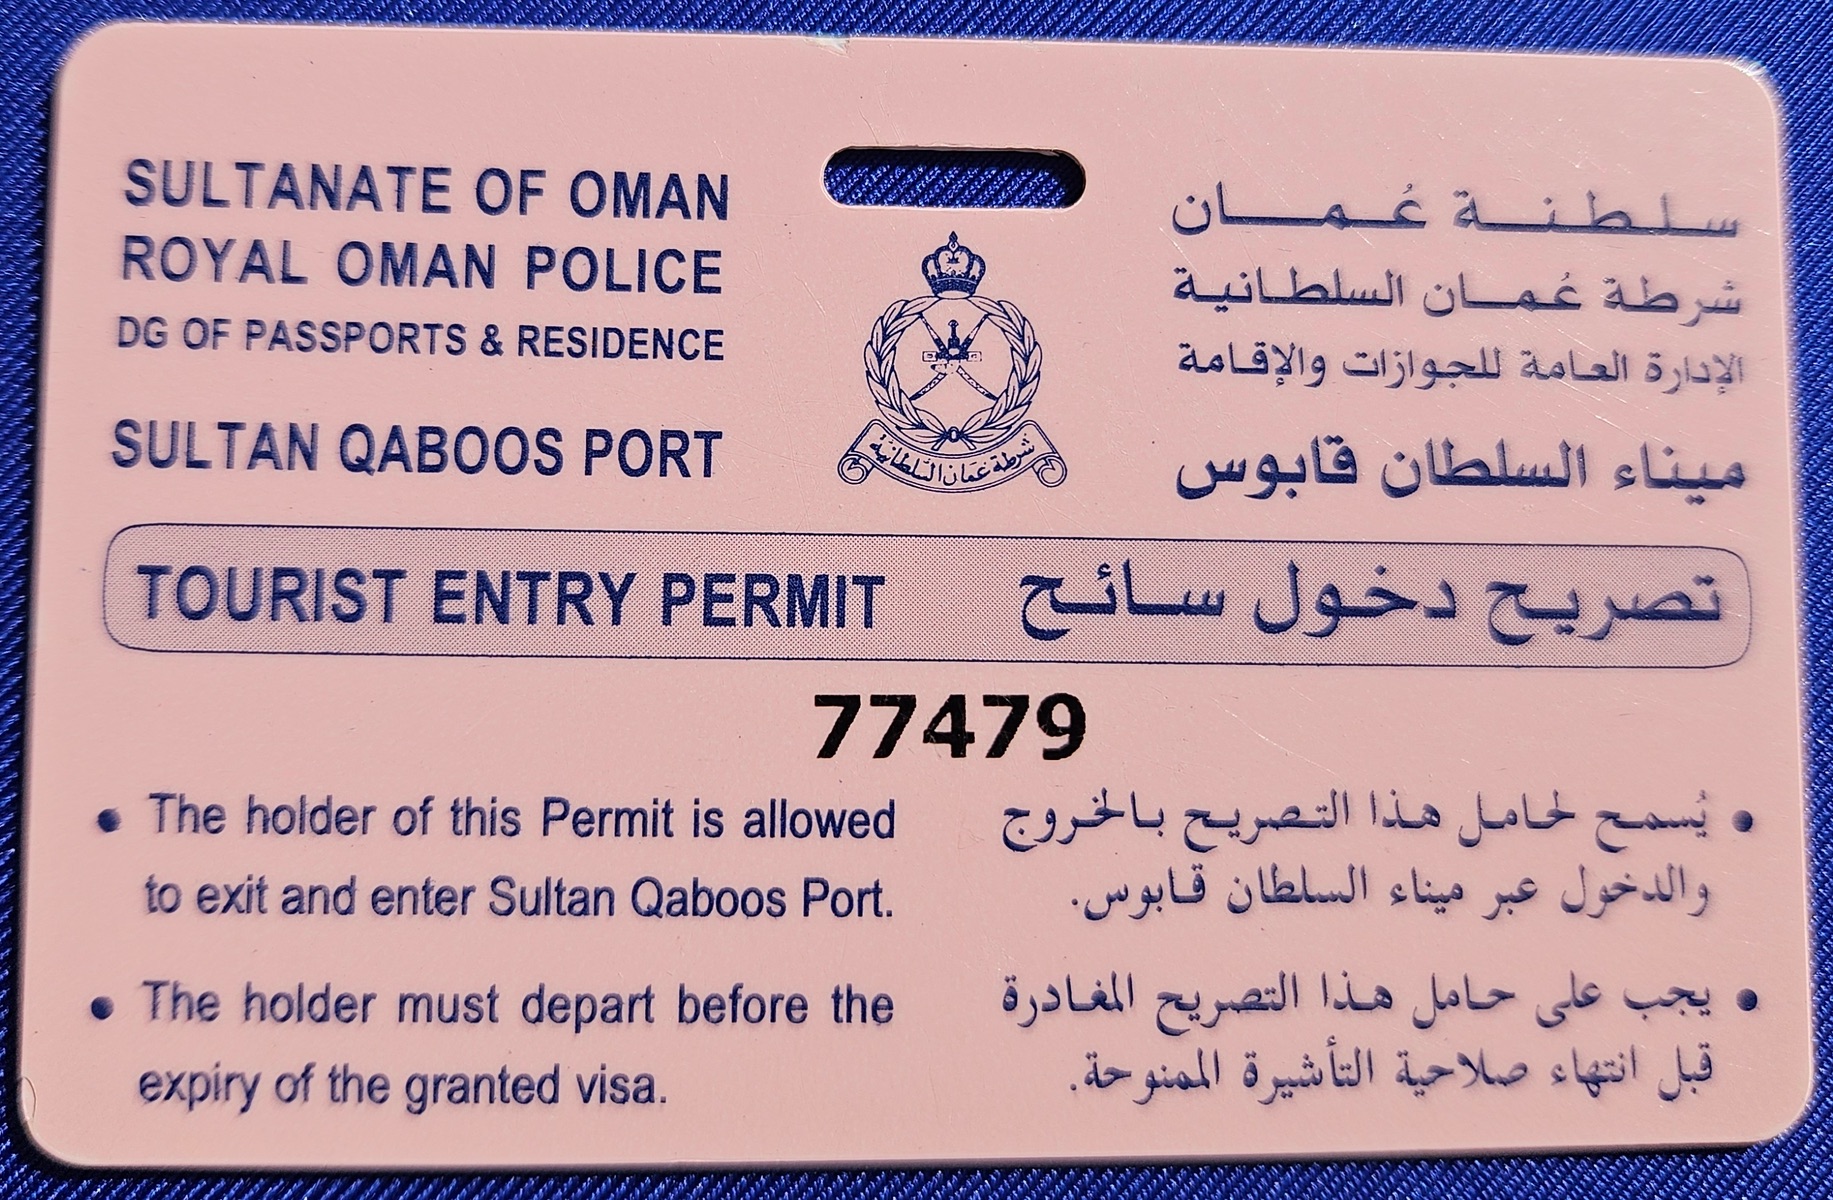 SULTANATE OF OMAN
ROYAL OMAN POLICE
DG OF PASSPORTS & RESIDENCE
SULTAN QABOOS PORT
سلطنة عُمان
شرطة عُمان السلطانية
الإدارة العامة للجوازات والإقامة
ميناء السلطان قابوس
شرطة عمان السلطانية
TOURIST ENTRY PERMIT
تصريح دخول سائح
77479
• The holder of this Permit is allowed
to exit and enter Sultan Qaboos Port.
• The holder must depart before the
expiry of the granted visa.
• يُسمح لحامل هذا التصريح بالخروج
والدخول عبر ميناء السلطان قابوس.
• يجب على حامل هذا التصريح المغادرة
قبل انتهاء صلاحية التأشيرة الممنوحة.